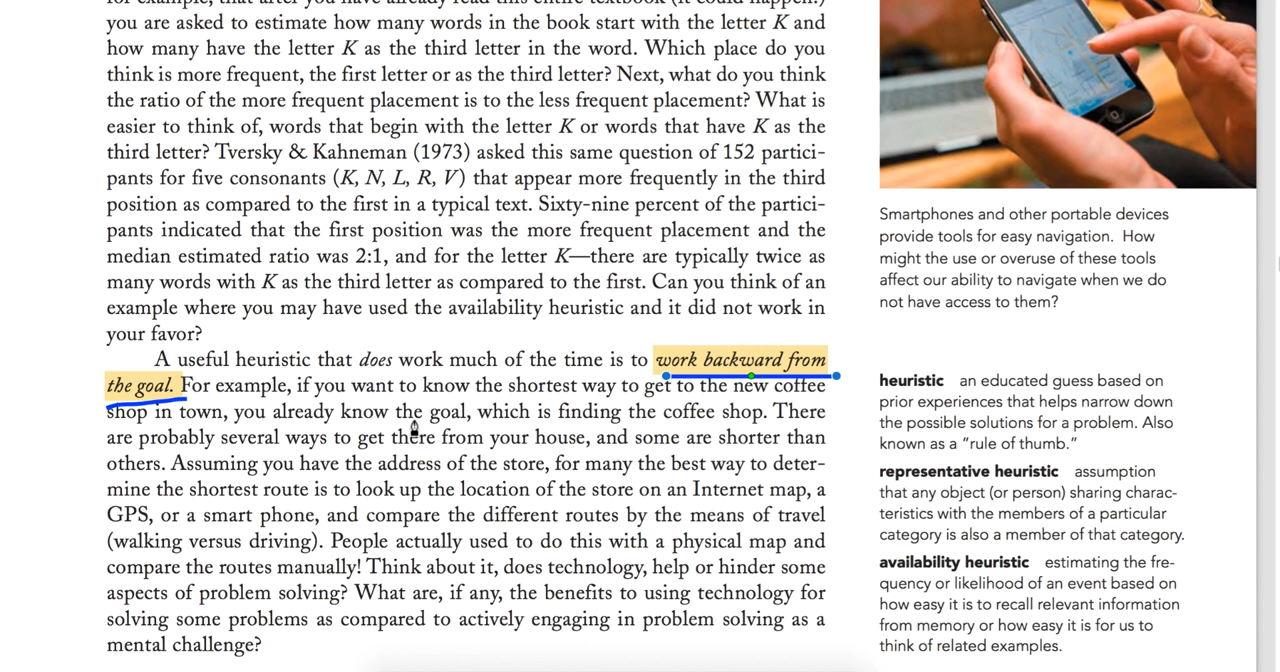 for example, that after you have already read this entire textbook (it could happen!)
you are asked to estimate how many words in the book start with the letter K and
how many have the letter K as the third letter in the word. Which place do you
think is more frequent, the first letter or as the third letter? Next, what do you think
the ratio of the more frequent placement is to the less frequent placement? What is
easier to think of, words that begin with the letter K or words that have K as the
third letter? Tversky & Kahneman (1973) asked this same question of 152 partici-
pants for five consonants (K, N, L, R, V) that appear more frequently in the third
position as compared to the first in a typical text. Sixty-nine percent of the partici-
pants indicated that the first position was the more frequent placement and the
median estimated ratio was 2:1, and for the letter K—there are typically twice as
many words with K as the third letter as compared to the first. Can you think of an
example where you may have used the availability heuristic and it did not work in
your favor?
A useful heuristic that does work much of the time is to work backward from
the goal. For example, if you want to know the shortest way to get to the new coffee
shop in town, you already know the goal, which is finding the coffee shop. There
are probably several ways to get there from your house, and some are shorter than
others. Assuming you have the address of the store, for many the best way to deter-
mine the shortest route is to look up the location of the store on an Internet map, a
GPS, or a smart phone, and compare the different routes by the means of travel
(walking versus driving). People actually used to do this with a physical map and
compare the routes manually! Think about it, does technology, help or hinder some
aspects of problem solving? What are, if any, the benefits to using technology for
solving some problems as compared to actively engaging in problem solving as a
mental challenge?
Smartphones and other portable devices
provide tools for easy navigation. How
might the use or overuse of these tools
affect our ability to navigate when we do
not have access to them?
heuristic an educated guess based on
prior experiences that helps narrow down
the possible solutions for a problem. Also
known as a “rule of thumb.”
representative heuristic assumption
that any object (or person) sharing charac-
teristics with the members of a particular
category is also a member of that category.
availability heuristic estimating the fre-
quency or likelihood of an event based on
how easy it is to recall relevant information
from memory or how easy it is for us to
think of related examples.